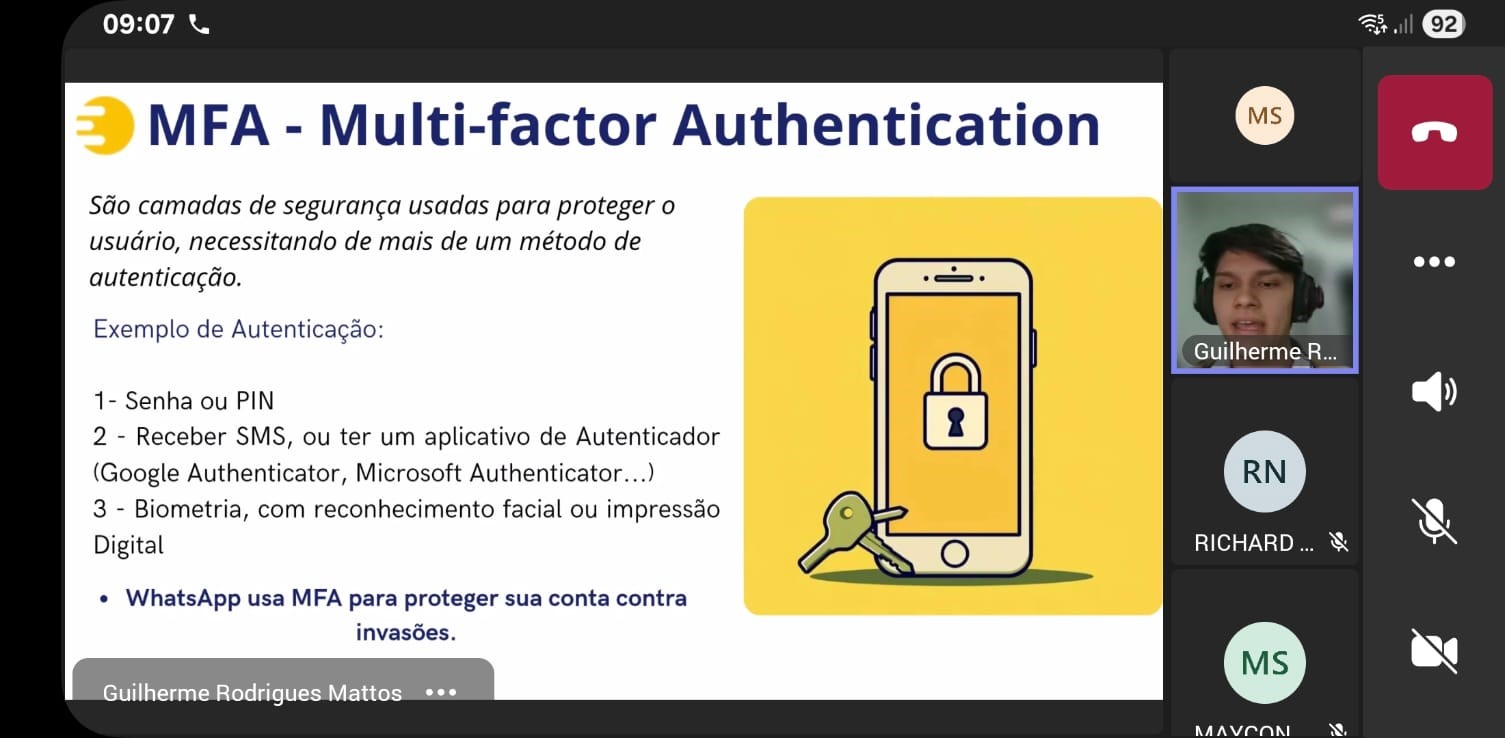 09:07
5
92
MFA - Multi-factor Authentication
São camadas de segurança usadas para proteger o
usuário, necessitando de mais de um método de
autenticação.
Exemplo de Autenticação:
1- Senha ou PIN
2 - Receber SMS, ou ter um aplicativo de Autenticador
(Google Authenticator, Microsoft Authenticator...)
3 - Biometria, com reconhecimento facial ou impressão
Digital
• WhatsApp usa MFA para proteger sua conta contra
invasões.
Guilherme Rodrigues Mattos
MS
Guilherme R...
RN
RICHARD ...
MS
MAYCON